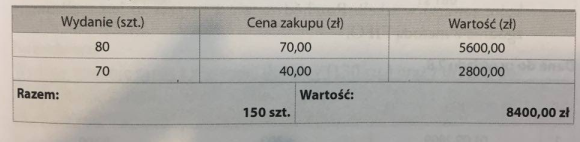 Wydanie (szt.) Cena zakupu (zł) Wartość (zł)
80 70,00 5600,00
70 40,00 2800,00
Razem: Wartość:
150 szt. 8400,00 zł